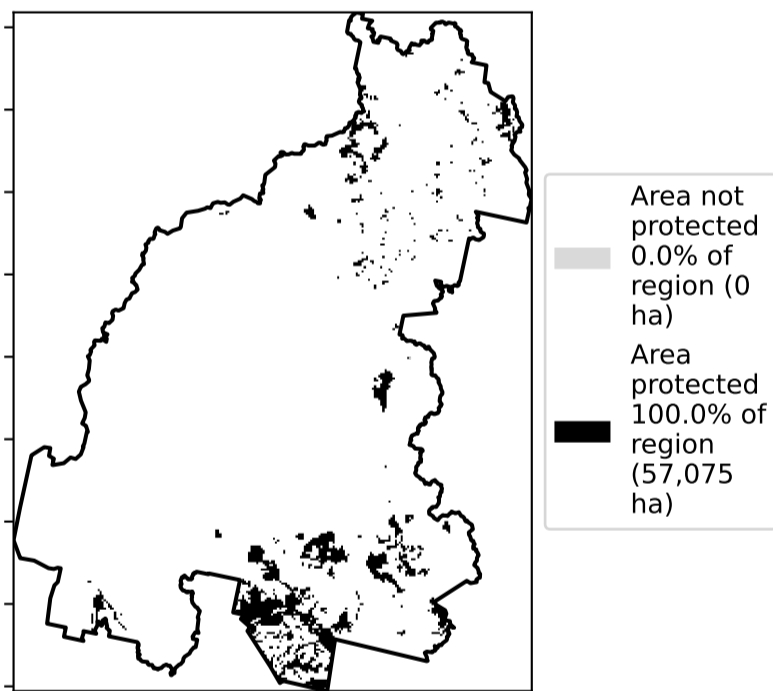 Area not
protected
0.0% of
region (0
ha)
Area
protected
100.0% of
region
(57,075
ha)